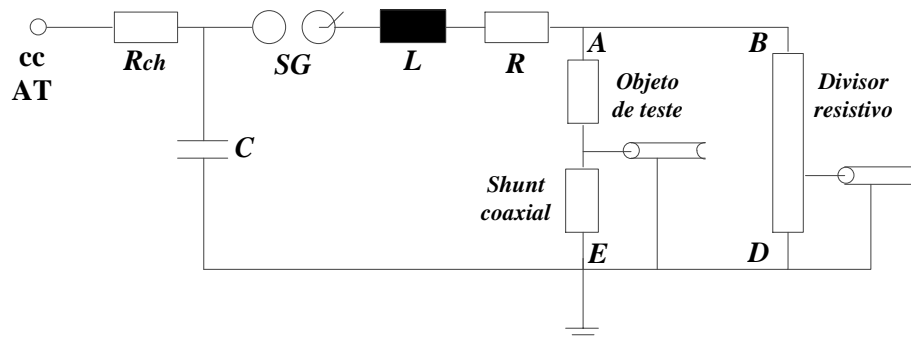 cc
AT
Rch
SG
L
R
A
B
Objeto
de teste
Divisor
resistivo
C
Shunt
coaxial
E
D